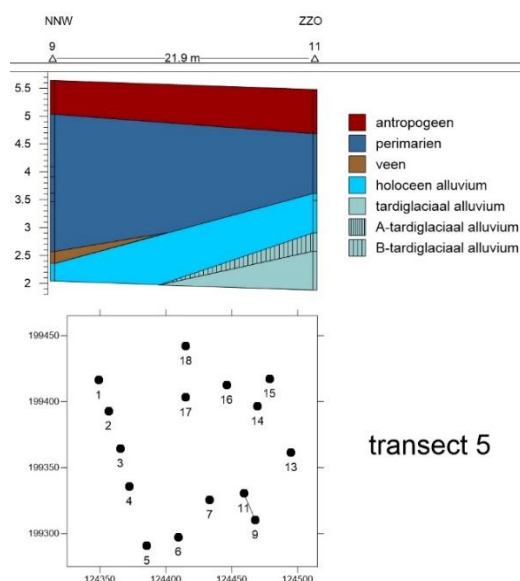 NNW ZZO
9 21.9 m 11
5.5
5
4.5
4
3.5
3
2.5
2
antropogeen
perimarien
veen
holoceen alluvium
tardiglaciaal alluvium
A-tardiglaciaal alluvium
B-tardiglaciaal alluvium
199450
199400
199350
199300
18
1
2
17
16
15
14
3
13
4
7
11
9
5
6
124350 124400 124450 124500
transect 5